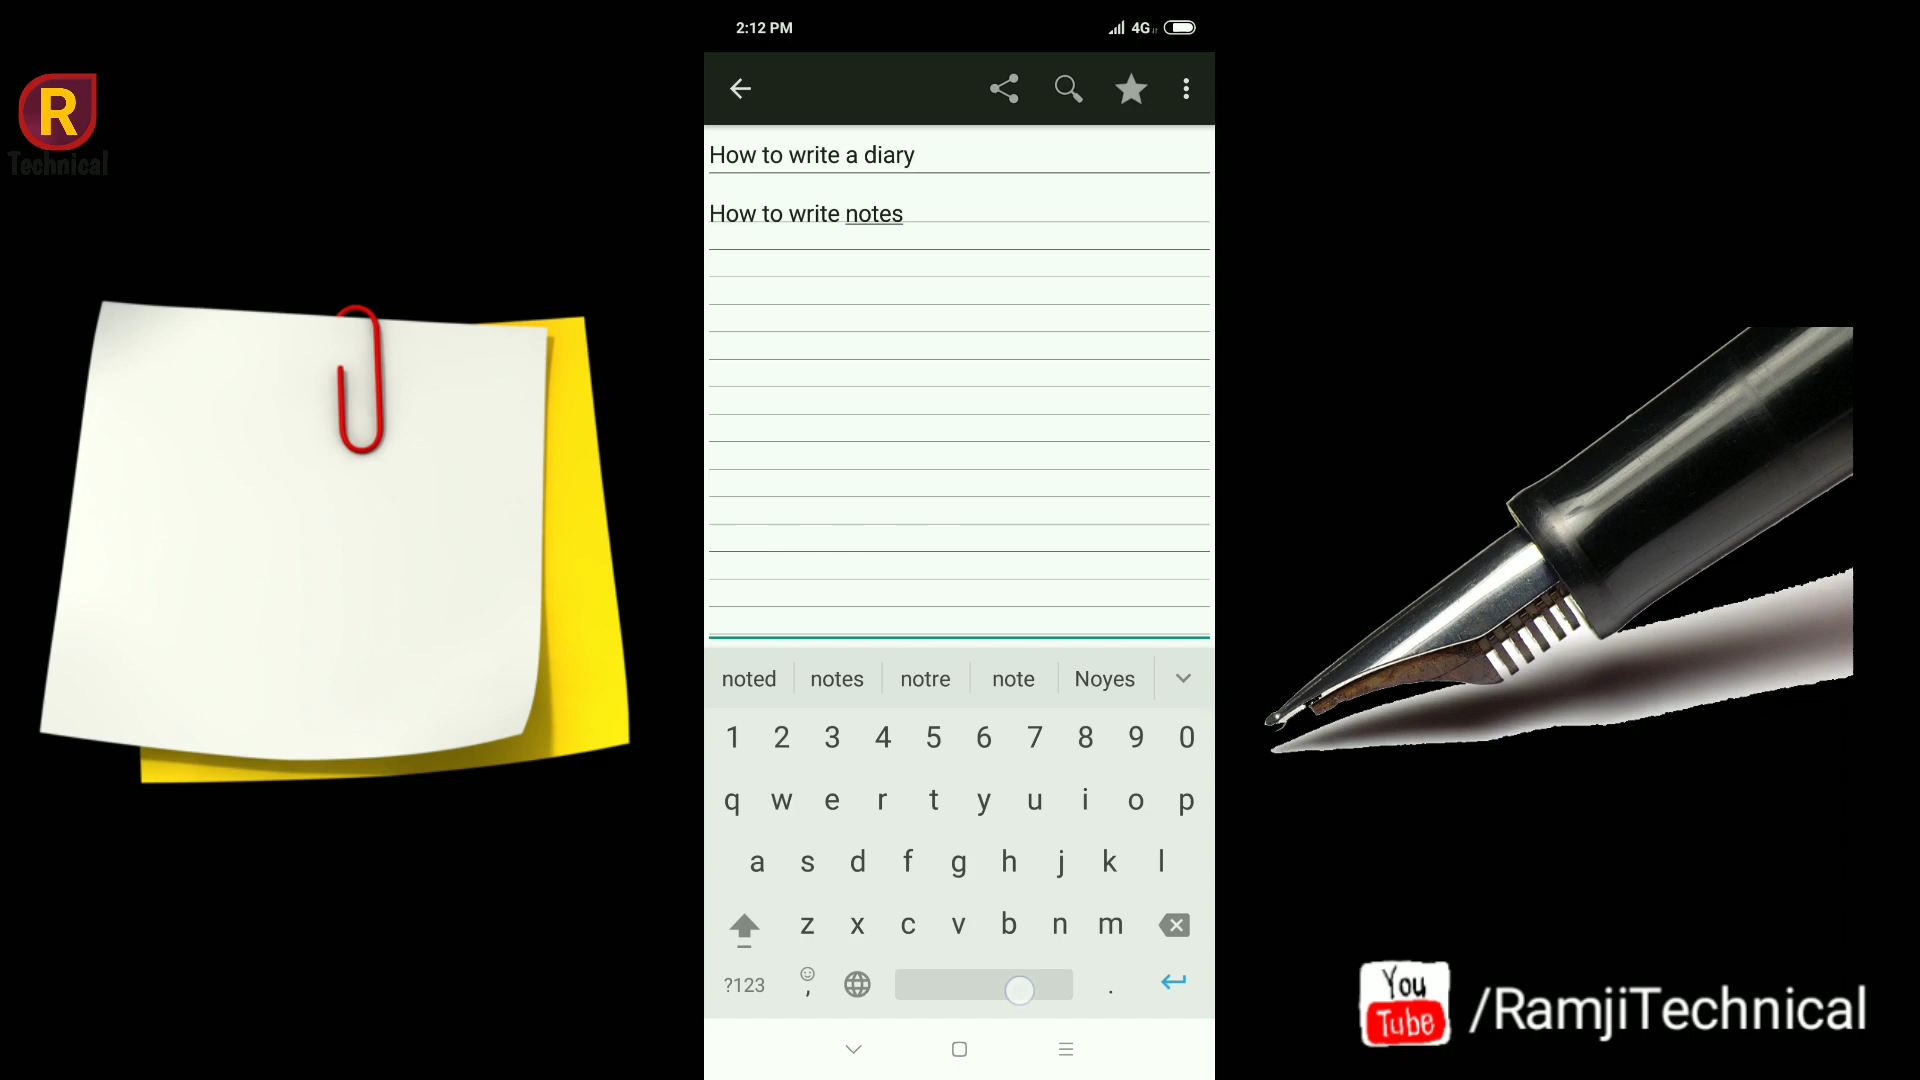 2:12 PM
4G
R
Technical
How to write a diary
How to write notes
noted notes notre note Noyes
1 2 3 4 5 6 7 8 9 0
q w e r t y u i o p
a s d f g h j k l
z x c v b n m
?123 , .
You
Tube
/RamjiTechnical